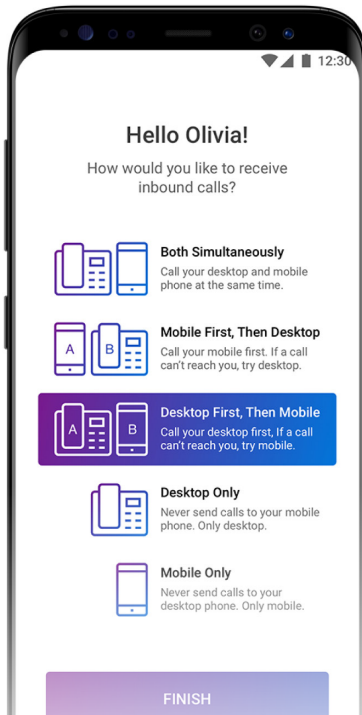 12:30
Hello Olivia!
How would you like to receive
inbound calls?
Both Simultaneously
Call your desktop and mobile
phone at the same time.
A B
Mobile First, Then Desktop
Call your mobile first. If a call
can't reach you, try desktop.
A B
Desktop First, Then Mobile
Call your desktop first, If a call
can't reach you, try mobile.
Desktop Only
Never send calls to your mobile
phone. Only desktop.
Mobile Only
Never send calls to your
desktop phone. Only mobile.
FINISH